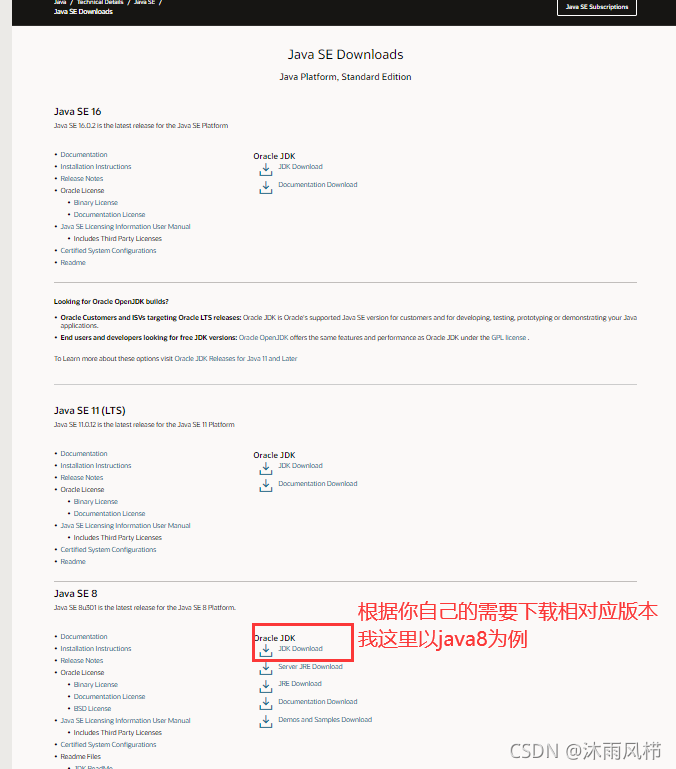 Java / Technical Details / Java SE /
Java SE Downloads
Java SE Subscriptions
Java SE Downloads
Java Platform, Standard Edition
Java SE 16
Java SE 16.0.2 is the latest release for the Java SE Platform
• Documentation
• Installation Instructions
• Release Notes
• Oracle License
• Binary License
• Documentation License
• Java SE Licensing Information User Manual
• Includes Third Party Licenses
• Certified System Configurations
• Readme
Oracle JDK
JDK Download
Documentation Download
Looking for Oracle OpenJDK builds?
• Oracle Customers and ISVs targeting Oracle LTS releases: Oracle JDK is Oracle's supported Java SE version for customers and for developing, testing, prototyping or demonstrating your Java
applications.
• End users and developers looking for free JDK versions: Oracle OpenJDK offers the same features and performance as Oracle JDK under the GPL license .
To Learn more about these options visit Oracle JDK Releases for Java 11 and Later
Java SE 11 (LTS)
Java SE 11.0.12 is the latest release for the Java SE 11 Platform
• Documentation
• Installation Instructions
• Release Notes
• Oracle License
• Binary License
• Documentation License
• Java SE Licensing Information User Manual
• Includes Third Party Licenses
• Certified System Configurations
• Readme
Oracle JDK
JDK Download
Documentation Download
Java SE 8
Java SE 8u301 is the latest release for the Java SE 8 Platform.
• Documentation
• Installation Instructions
• Release Notes
• Oracle License
• Binary License
• Documentation License
• BSD License
• Java SE Licensing Information User Manual
• Includes Third Party Licenses
• Certified System Configurations
• Readme Files
• JDK ReadMe
Oracle JDK
JDK Download
Server JRE Download
JRE Download
Documentation Download
Demos and Samples Download
根据你自己的需要下载相对应版本
我这里以java8为例
CSDN @沐雨风栉